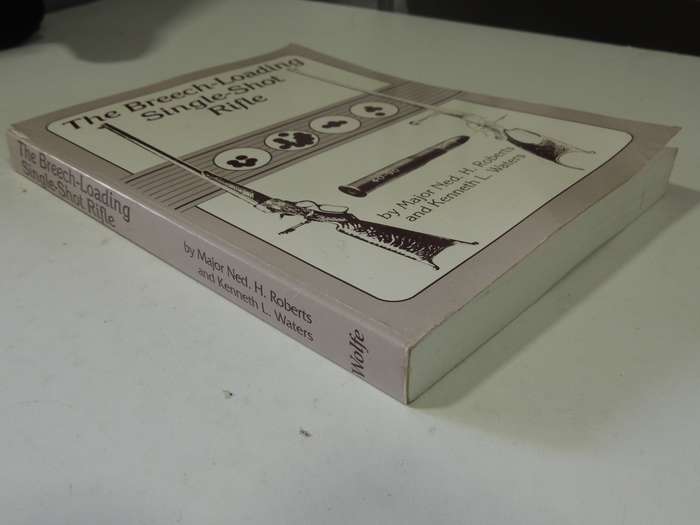 The Breech-Loading
Single-Shot
Rifle
by Major Ned. H. Roberts
and Kenneth L. Waters
The Breech-Loading
Single-Shot Rifle
by Major Ned. H. Roberts
and Kenneth L. Waters
Wolfe